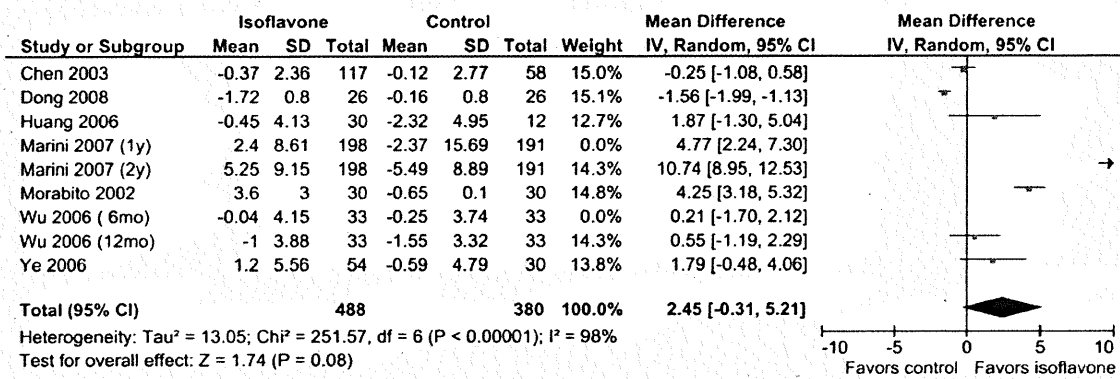 Isoflavone Control Mean Difference Mean Difference
Study or Subgroup Mean SD Total Mean SD Total Weight IV, Random, 95% CI IV, Random, 95% CI
Chen 2003 -0.37 2.36 117 -0.12 2.77 58 15.0% -0.25 [-1.08, 0.58]
Dong 2008 -1.72 0.8 26 -0.16 0.8 26 15.1% -1.56 [-1.99, -1.13]
Huang 2006 -0.45 4.13 30 -2.32 4.95 12 12.7% 1.87 [-1.30, 5.04]
Marini 2007 (1y) 2.4 8.61 198 -2.37 15.69 191 0.0% 4.77 [2.24, 7.30]
Marini 2007 (2y) 5.25 9.15 198 -5.49 8.89 191 14.3% 10.74 [8.95, 12.53]
Morabito 2002 3.6 3 30 -0.65 0.1 30 14.8% 4.25 [3.18, 5.32]
Wu 2006 ( 6mo) -0.04 4.15 33 -0.25 3.74 33 0.0% 0.21 [-1.70, 2.12]
Wu 2006 (12mo) -1 3.88 33 -1.55 3.32 33 14.3% 0.55 [-1.19, 2.29]
Ye 2006 1.2 5.56 54 -0.59 4.79 30 13.8% 1.79 [-0.48, 4.06]
Total (95% CI) 488 380 100.0% 2.45 [-0.31, 5.21]
Heterogeneity: Tau² = 13.05; Chi² = 251.57, df = 6 (P < 0.00001); I² = 98%
Test for overall effect: Z = 1.74 (P = 0.08)
-10 -5 0 5 10
Favors control Favors isoflavone